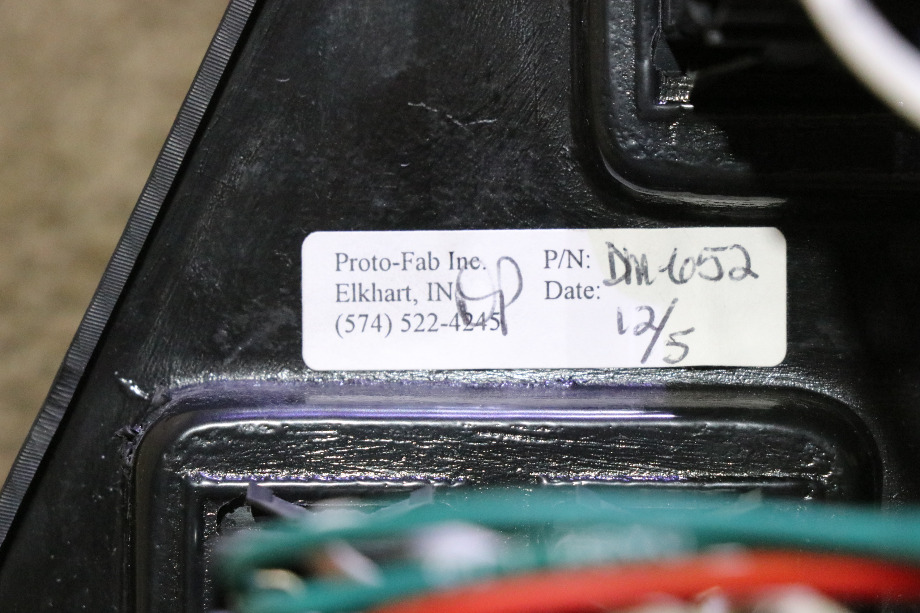 Proto-Fab Inc.
Elkhart, IN
(574) 522-4245
P/N: DM-652
Date:
12/5